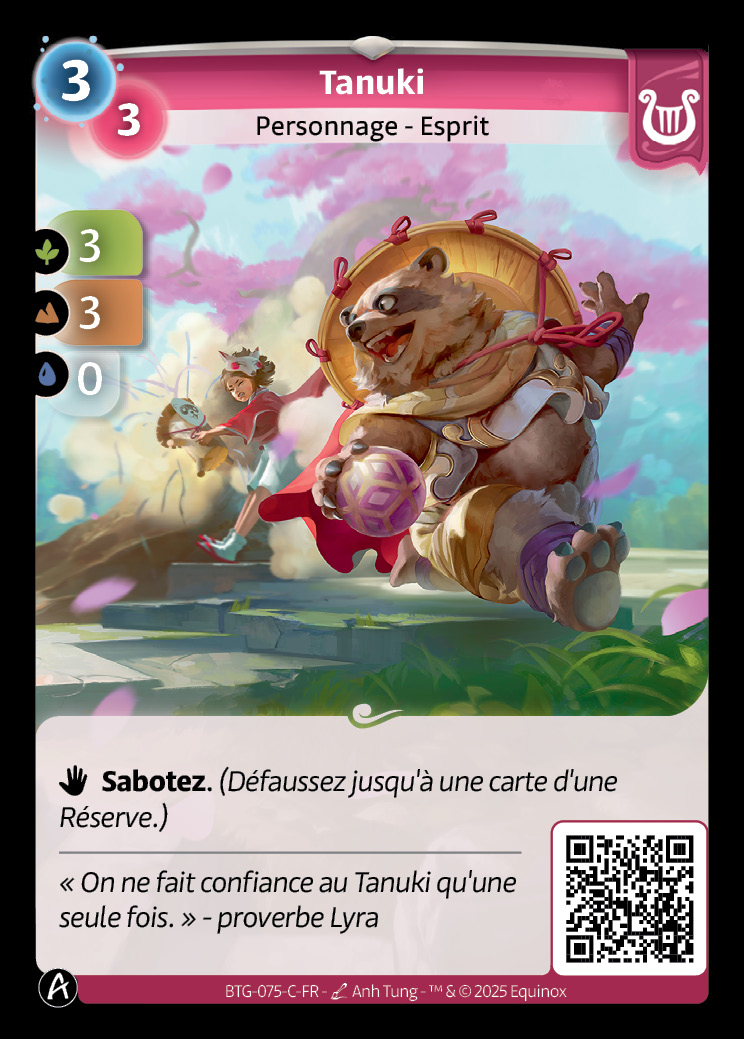 3
Tanuki
3
Personnage - Esprit
3
3
0
Sabotez. (Défaussez jusqu'à une carte d'une
Réserve.)
« On ne fait confiance au Tanuki qu'une
seule fois. » - proverbe Lyra
BTG-075-C-FR - Anh Tung - ™ & © 2025 Equinox